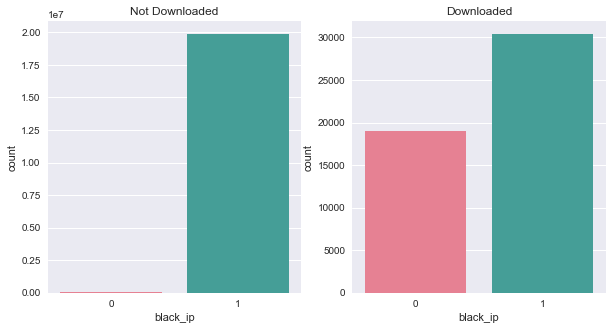 Not Downloaded
1e7
2.00
1.75
1.50
1.25
1.00
0.75
0.50
0.25
0.00
count
0 1
black_ip
Downloaded
30000
25000
20000
15000
10000
5000
0
count
0 1
black_ip